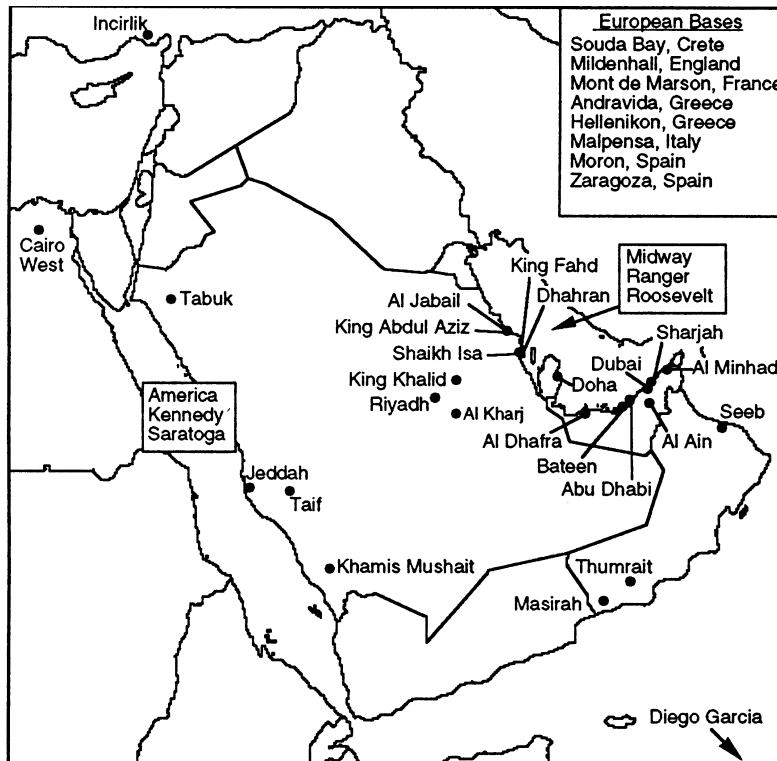 Incirlik
European Bases
Souda Bay, Crete
Mildenhall, England
Mont de Marson, France
Andravida, Greece
Hellenikon, Greece
Malpensa, Italy
Moron, Spain
Zaragoza, Spain
Cairo
West
Tabuk
King Fahd
Midway
Ranger
Roosevelt
Al Jabail
Dhahran
King Abdul Aziz
Sharjah
Shaikh Isa
Dubai
Al Minhad
King Khalid
Doha
America
Kennedy
Saratoga
Riyadh
Al Kharj
Seeb
Al Dhafra
Al Ain
Bateen
Abu Dhabi
Jeddah
Taif
Khamis Mushait
Thumrait
Masirah
Diego Garcia